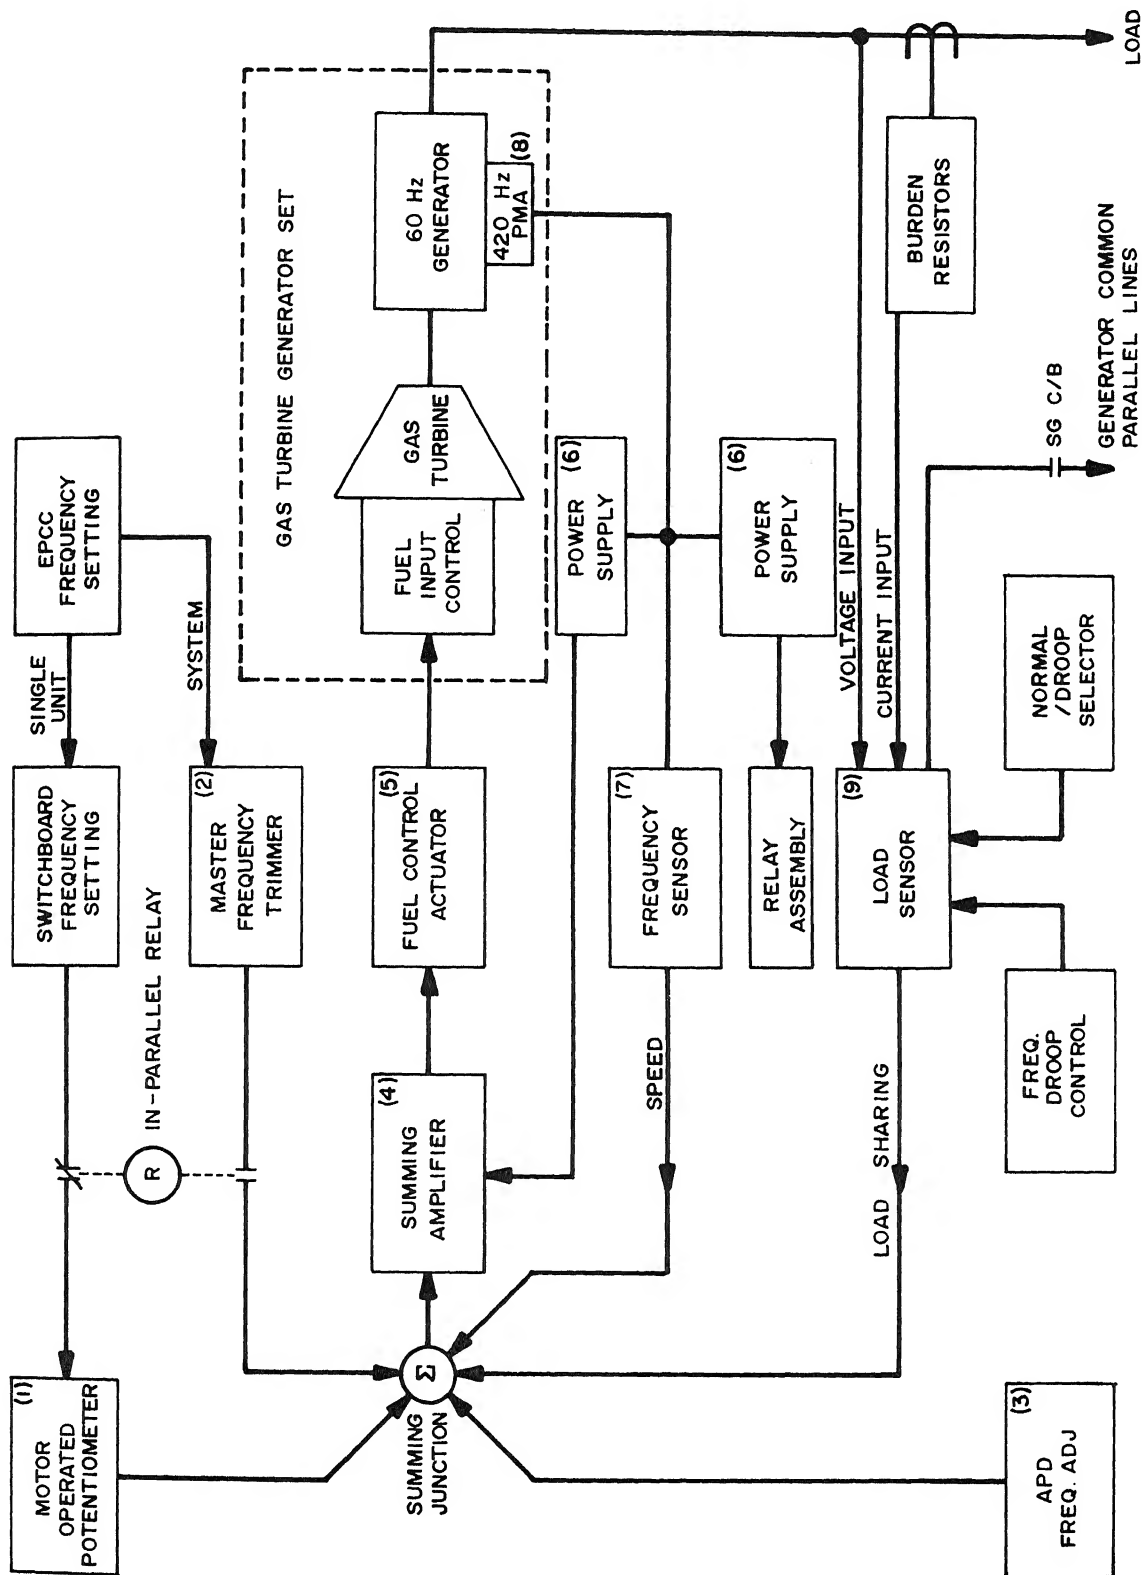 (1)
MOTOR
OPERATED
POTENTIOMETER
SWITCHBOARD
FREQUENCY
SETTING
SINGLE
UNIT
EPCC
FREQUENCY
SETTING
SYSTEM
R
IN-PARALLEL RELAY
(2)
MASTER
FREQUENCY
TRIMMER
Σ
SUMMING
JUNCTION
(4)
SUMMING
AMPLIFIER
(5)
FUEL CONTROL
ACTUATOR
GAS TURBINE GENERATOR SET
FUEL
INPUT
CONTROL
GAS
TURBINE
60 Hz
GENERATOR
420 Hz
PMA
(8)
(6)
POWER
SUPPLY
SPEED
(7)
FREQUENCY
SENSOR
RELAY
ASSEMBLY
(6)
POWER
SUPPLY
VOLTAGE INPUT
CURRENT INPUT
LOAD SHARING
(9)
LOAD
SENSOR
BURDEN
RESISTORS
LOAD
(3)
APD
FREQ. ADJ
FREQ.
DROOP
CONTROL
NORMAL
/DROOP
SELECTOR
SG C/B
GENERATOR COMMON
PARALLEL LINES